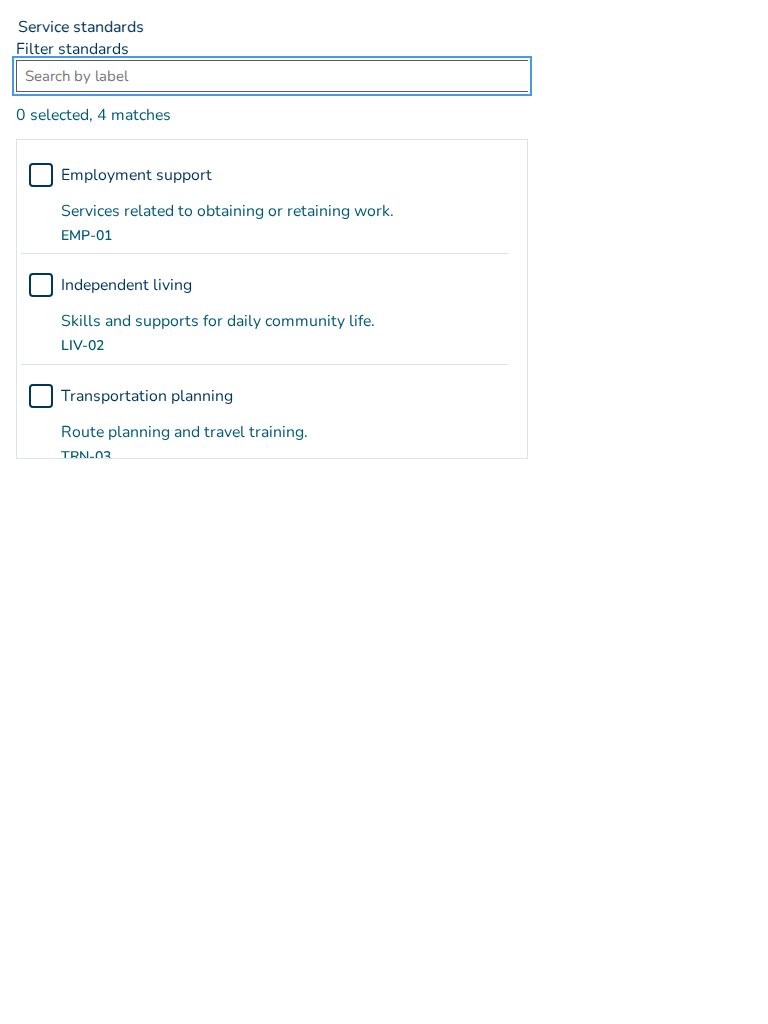 Service standards
Filter standards
Search by label
0 selected, 4 matches
Employment support
Services related to obtaining or retaining work.
EMP-01
Independent living
Skills and supports for daily community life.
LIV-02
Transportation planning
Route planning and travel training.
TRN-03